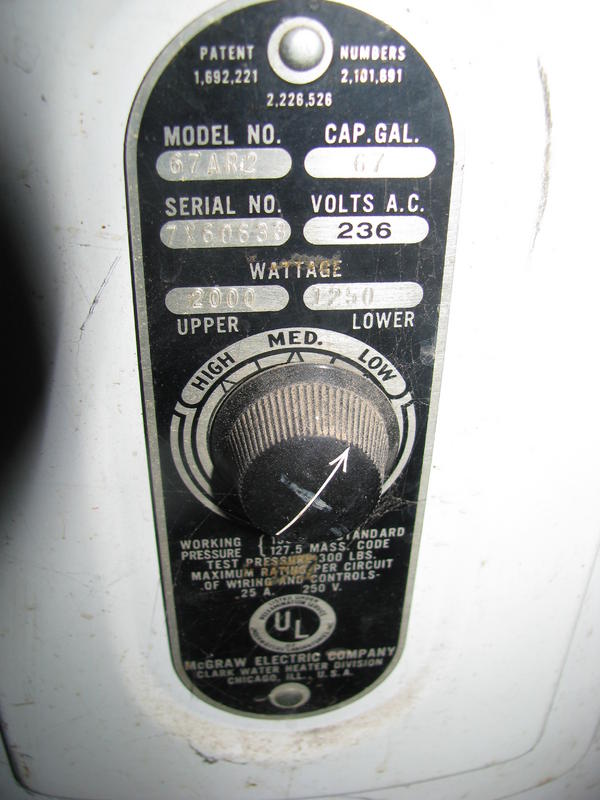 PATENT NUMBERS
1,692,221 2,101,691
2,226,526
MODEL NO. CAP.GAL.
67AR2 67
SERIAL NO. VOLTS A.C.
236
WATTAGE
2000 1250
UPPER LOWER
HIGH MED. LOW
WORKING PRESSURE { STANDARD
127.5 MASS. CODE
TEST PRESSURE 300 LBS.
MAXIMUM RATING PER CIRCUIT
OF WIRING AND CONTROLS-
.25 A. 250 V.
UL
McGRAW ELECTRIC COMPANY
CLARK WATER HEATER DIVISION
CHICAGO, ILL., U.S.A.